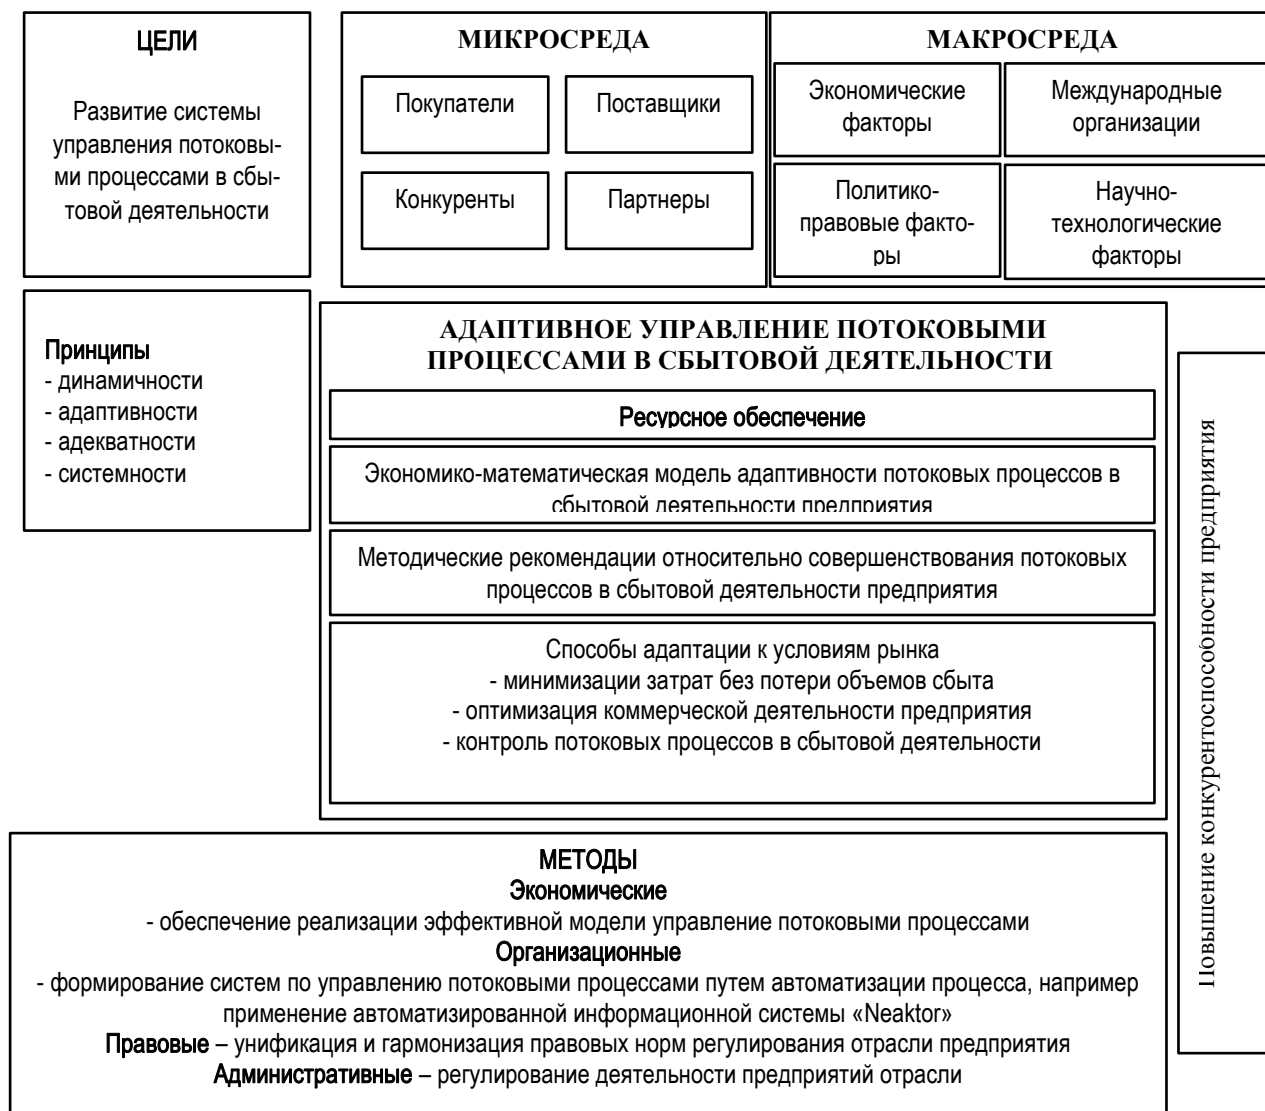 ЦЕЛИ
Развитие системы
управления потоковы-
ми процессами в сбы-
товой деятельности
МИКРОСРЕДА
Покупатели
Поставщики
Конкуренты
Партнеры
МАКРОСРЕДА
Экономические
факторы
Международные
организации
Политико-
правовые факто-
ры
Научно-
технологические
факторы
Принципы
- динамичности
- адаптивности
- адекватности
- системности
АДАПТИВНОЕ УПРАВЛЕНИЕ ПОТОКОВЫМИ
ПРОЦЕССАМИ В СБЫТОВОЙ ДЕЯТЕЛЬНОСТИ
Ресурсное обеспечение
Экономико-математическая модель адаптивности потоковых процессов в
сбытовой деятельности предприятия
Методические рекомендации относительно совершенствования потоковых
процессов в сбытовой деятельности предприятия
Способы адаптации к условиям рынка
- минимизации затрат без потери объемов сбыта
- оптимизация коммерческой деятельности предприятия
- контроль потоковых процессов в сбытовой деятельности
Повышение конкурентоспособности предприятия
МЕТОДЫ
Экономические
- обеспечение реализации эффективной модели управление потоковыми процессами
Организационные
- формирование систем по управлению потоковыми процессами путем автоматизации процесса, например
применение автоматизированной информационной системы «Neaktor»
Правовые – унификация и гармонизация правовых норм регулирования отрасли предприятия
Административные – регулирование деятельности предприятий отрасли